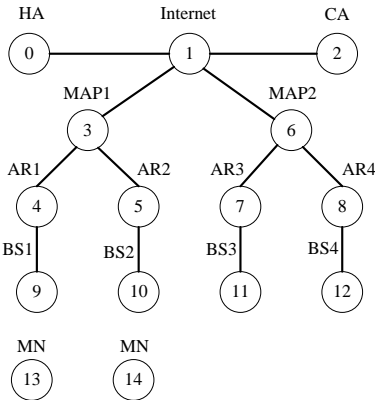 HA Internet CA
0 1 2
MAP1 MAP2
3 6
AR1 AR2 AR3 AR4
4 5 7 8
BS1 BS2 BS3 BS4
9 10 11 12
MN MN
13 14